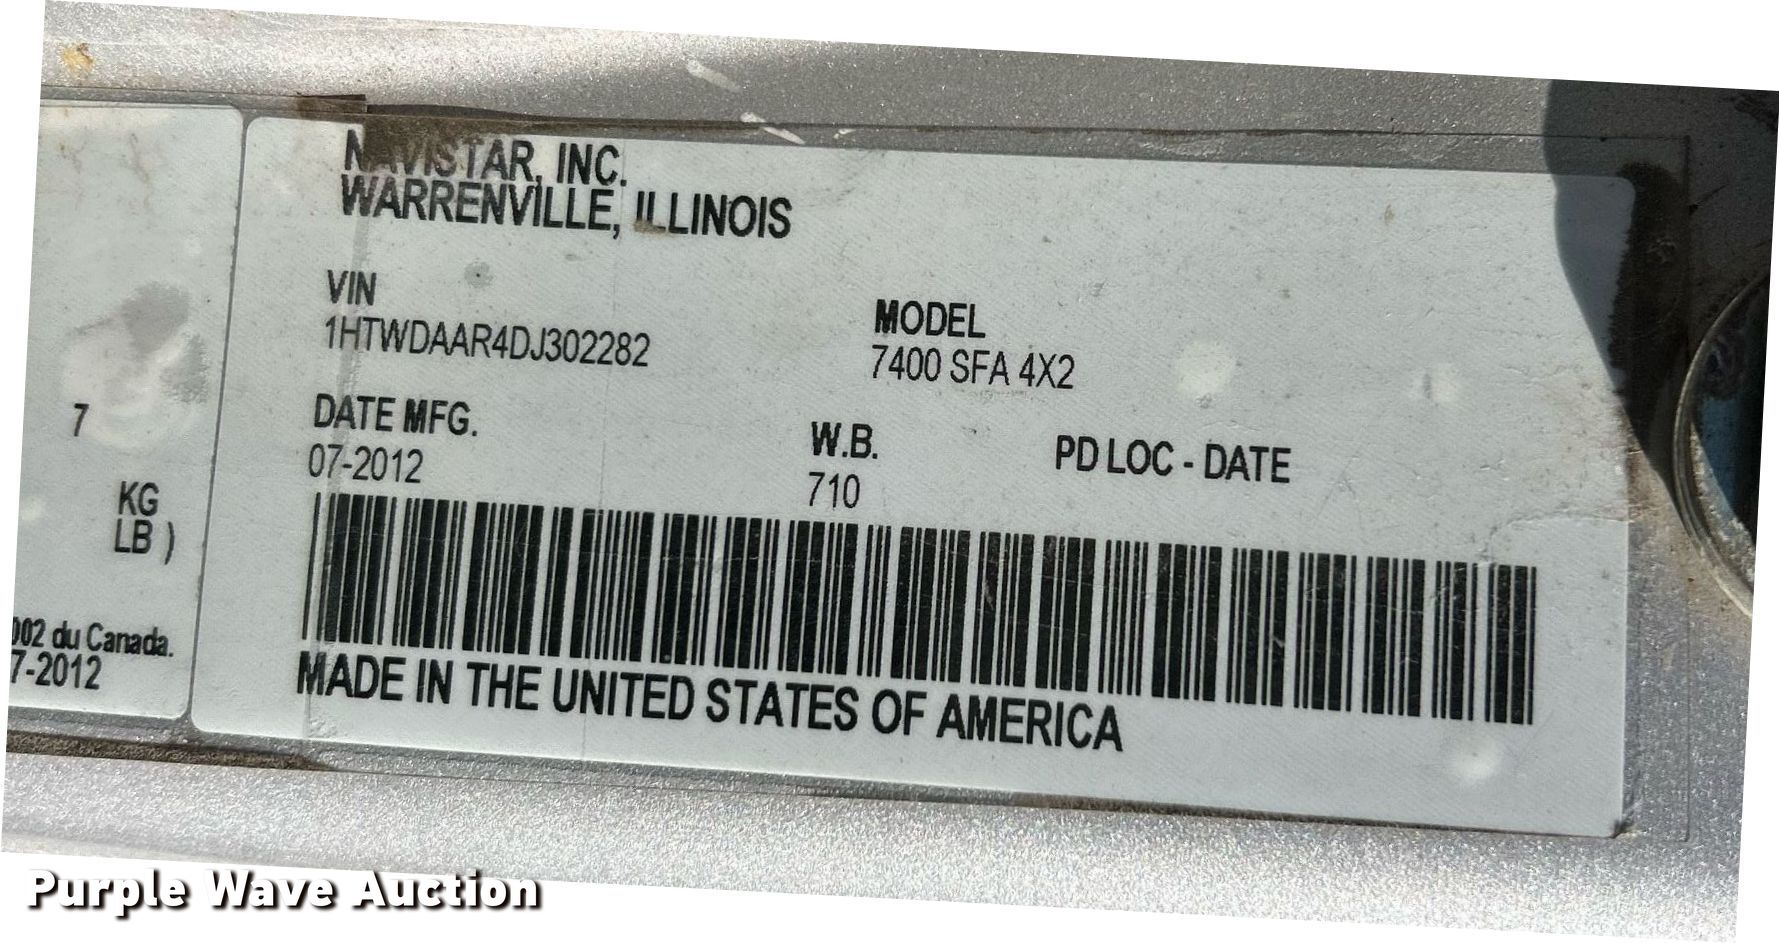 NAVISTAR, INC.
WARRENVILLE, ILLINOIS
VIN
1HTWDAAR4DJ302282
MODEL
7400 SFA 4X2
DATE MFG.
07-2012
W.B.
710
PD LOC - DATE
MADE IN THE UNITED STATES OF AMERICA
7
KG
LB )
002 du Canada.
7-2012
Purple Wave Auction